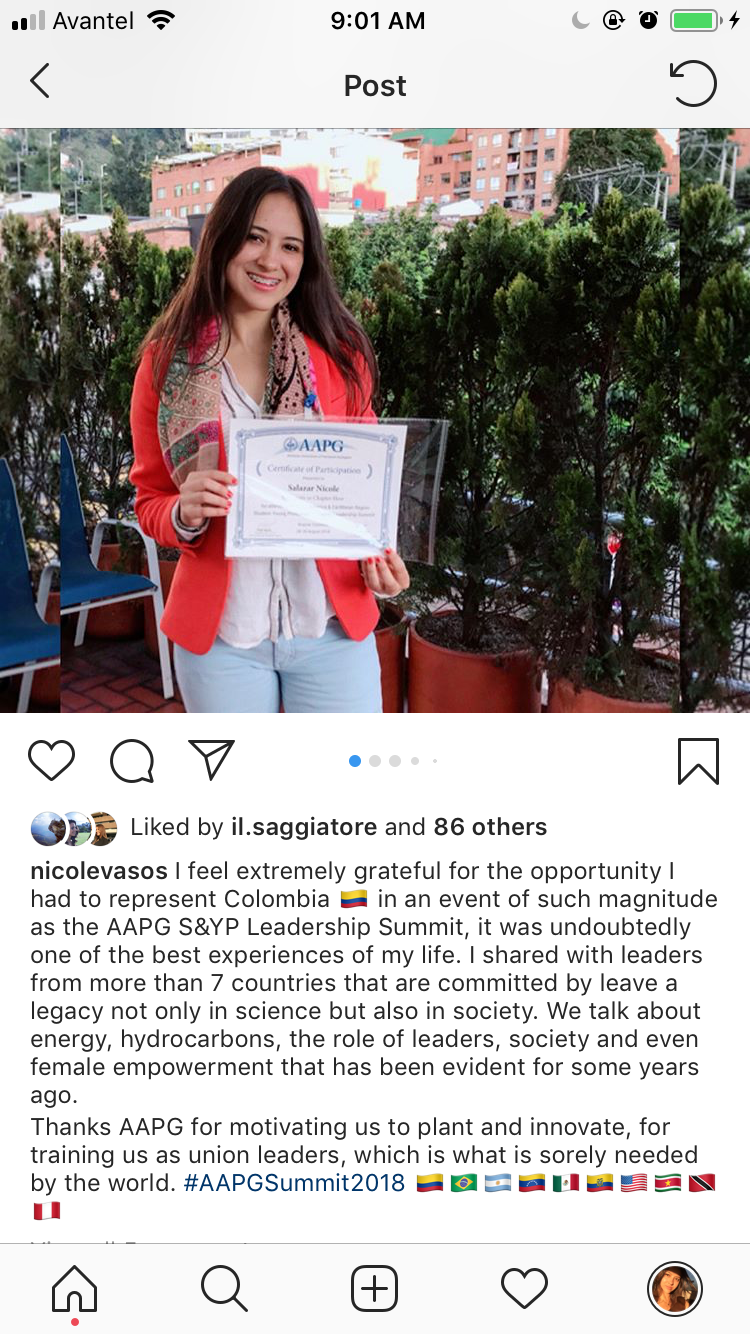 Avantel 9:01 AM
Post
AAPG
Certificate of Participation
Salazar Nicole
Liked by il.saggiatore and 86 others
nicolevasos I feel extremely grateful for the opportunity I
had to represent Colombia 🇨🇴 in an event of such magnitude
as the AAPG S&YP Leadership Summit, it was undoubtedly
one of the best experiences of my life. I shared with leaders
from more than 7 countries that are committed by leave a
legacy not only in science but also in society. We talk about
energy, hydrocarbons, the role of leaders, society and even
female empowerment that has been evident for some years
ago.
Thanks AAPG for motivating us to plant and innovate, for
training us as union leaders, which is what is sorely needed
by the world. #AAPGSummit2018 🇨🇴 🇧🇷 🇦🇷 🇻🇪 🇲🇽 🇪🇨 🇺🇸 🇸🇷 🇹🇹
🇵🇪